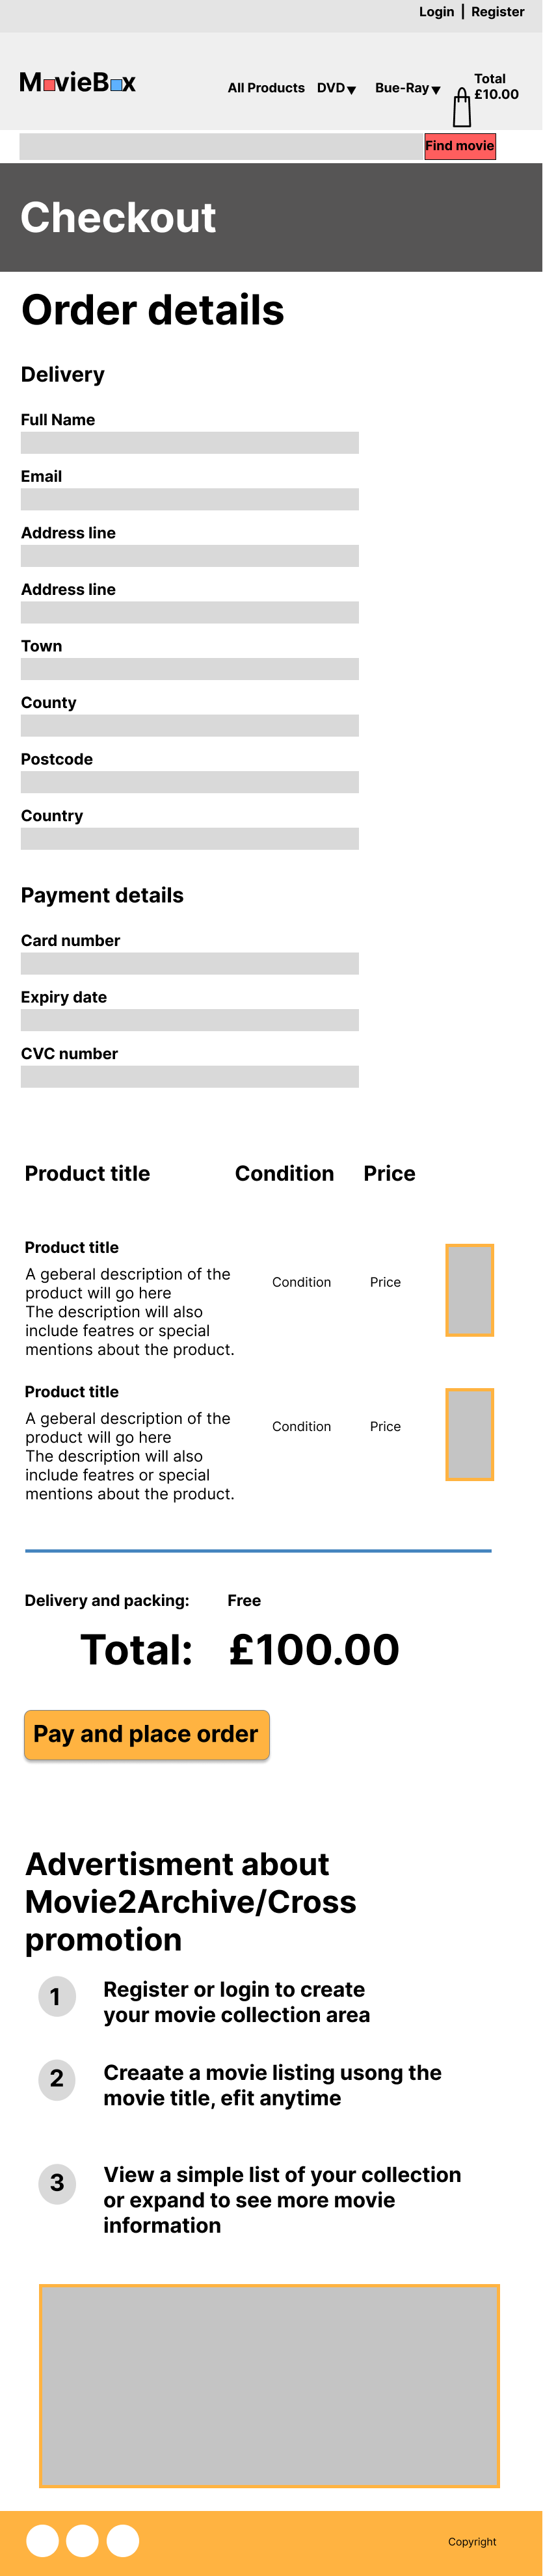 Login | Register
MovieBox
All Products DVD Bue-Ray
Total
£10.00
Find movie
Checkout
Order details
Delivery
Full Name
Email
Address line
Address line
Town
County
Postcode
Country
Payment details
Card number
Expiry date
CVC number
Product title Condition Price
Product title
A geberal description of the
product will go here
The description will also
include featres or special
mentions about the product.
Condition Price
Product title
A geberal description of the
product will go here
The description will also
include featres or special
mentions about the product.
Condition Price
Delivery and packing: Free
Total: £100.00
Pay and place order
Advertisment about
Movie2Archive/Cross
promotion
1 Register or login to create
your movie collection area
2 Creaate a movie listing usong the
movie title, efit anytime
3 View a simple list of your collection
or expand to see more movie
information
Copyright